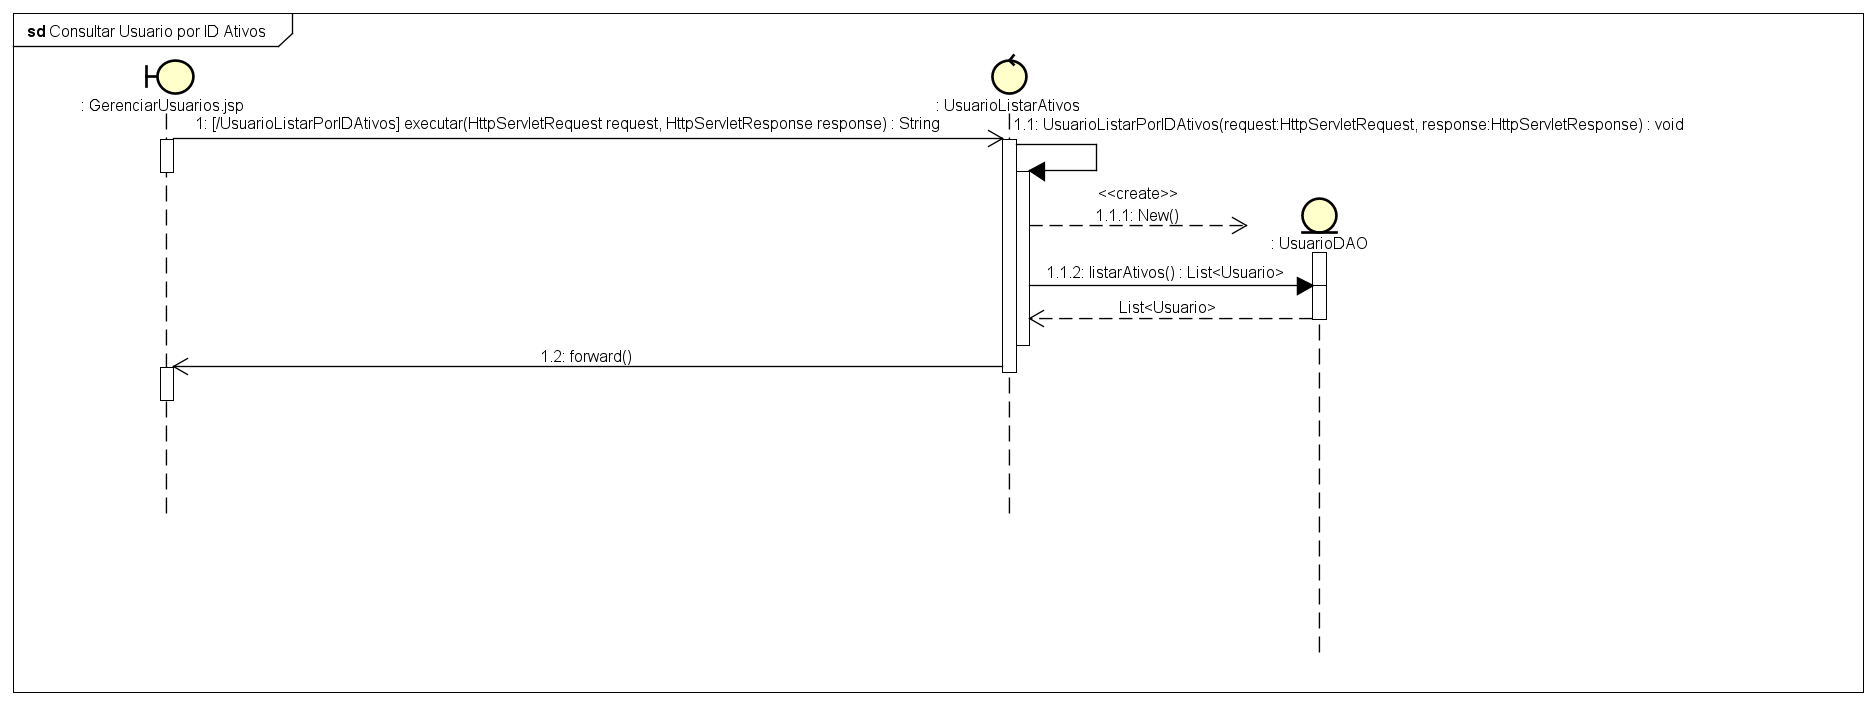 sd Consultar Usuario por ID Ativos
: GerenciarUsuarios.jsp
: UsuarioListarAtivos
1: [/UsuarioListarPorIDAtivos] executar(HttpServletRequest request, HttpServletResponse response) : String
1.1: UsuarioListarPorIDAtivos(request:HttpServletRequest, response:HttpServletResponse) : void
<<create>>
1.1.1: New()
: UsuarioDAO
1.1.2: listarAtivos() : List<Usuario>
List<Usuario>
1.2: forward()